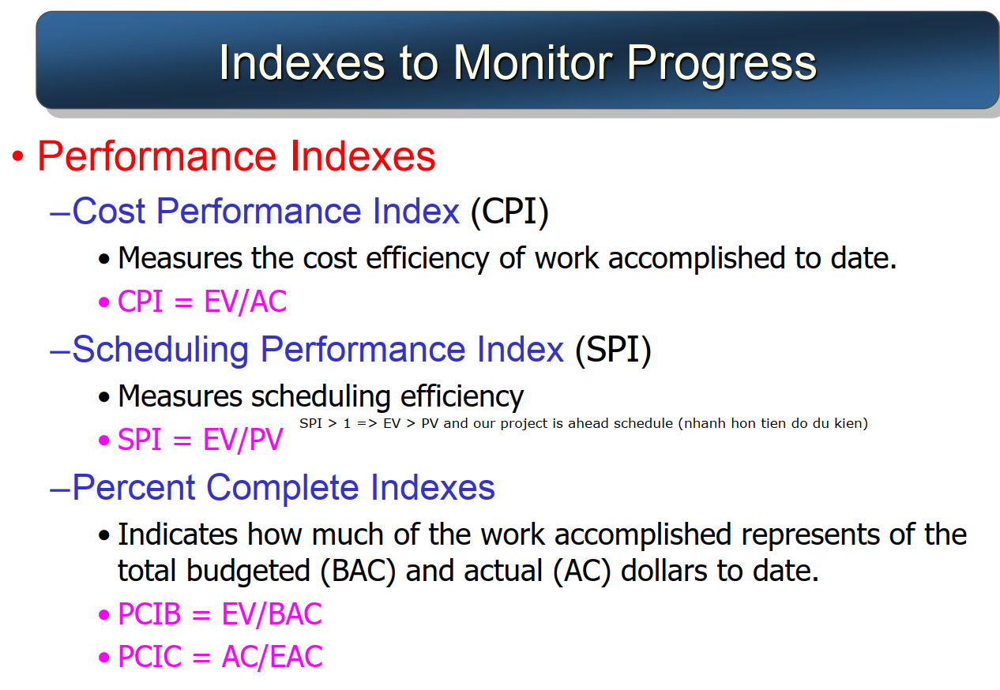 Indexes to Monitor Progress
• Performance Indexes
–Cost Performance Index (CPI)
• Measures the cost efficiency of work accomplished to date.
• CPI = EV/AC
–Scheduling Performance Index (SPI)
• Measures scheduling efficiency
SPI > 1 => EV > PV and our project is ahead schedule (nhanh hon tien do du kien)
• SPI = EV/PV
–Percent Complete Indexes
• Indicates how much of the work accomplished represents of the
total budgeted (BAC) and actual (AC) dollars to date.
• PCIB = EV/BAC
• PCIC = AC/EAC